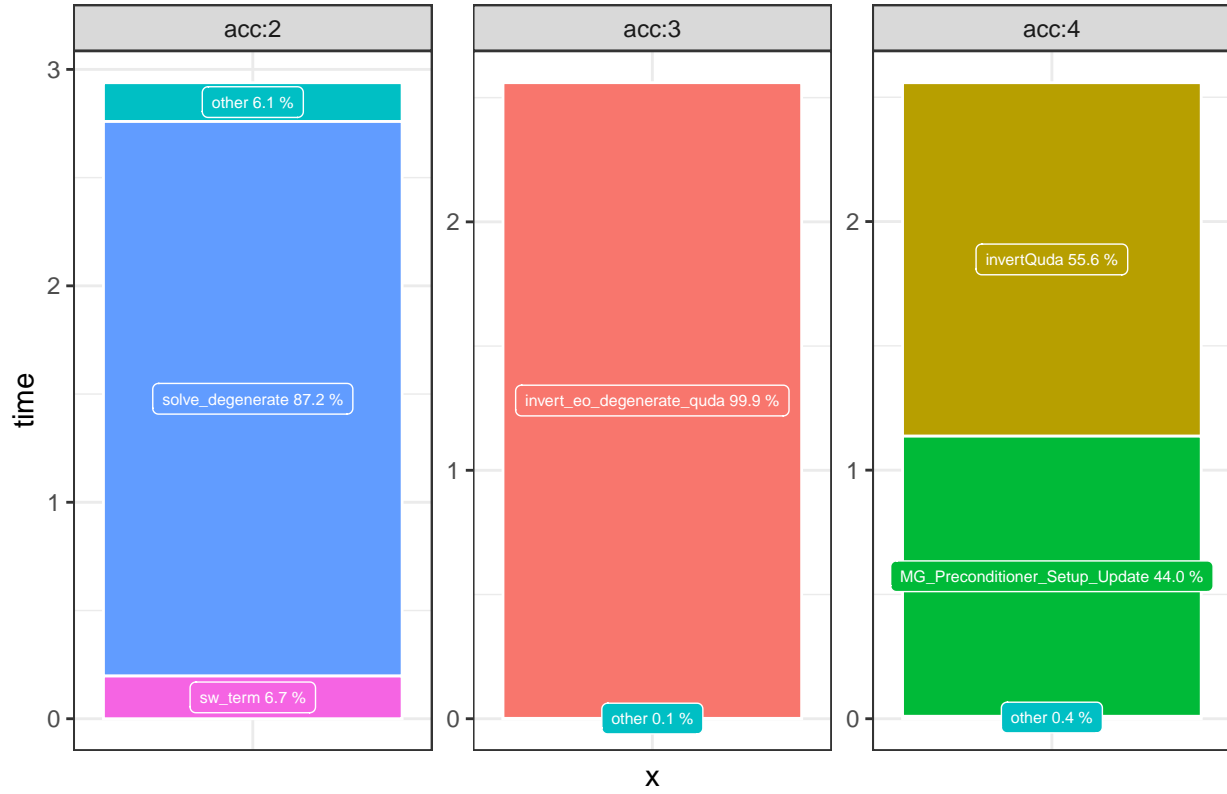 acc:2
acc:3
acc:4
time
3
2
1
0
other 6.1 %
solve_degenerate 87.2 %
sw_term 6.7 %
2
1
0
invert_eo_degenerate_quda 99.9 %
other 0.1 %
2
1
0
invertQuda 55.6 %
MG_Preconditioner_Setup_Update 44.0 %
other 0.4 %
x